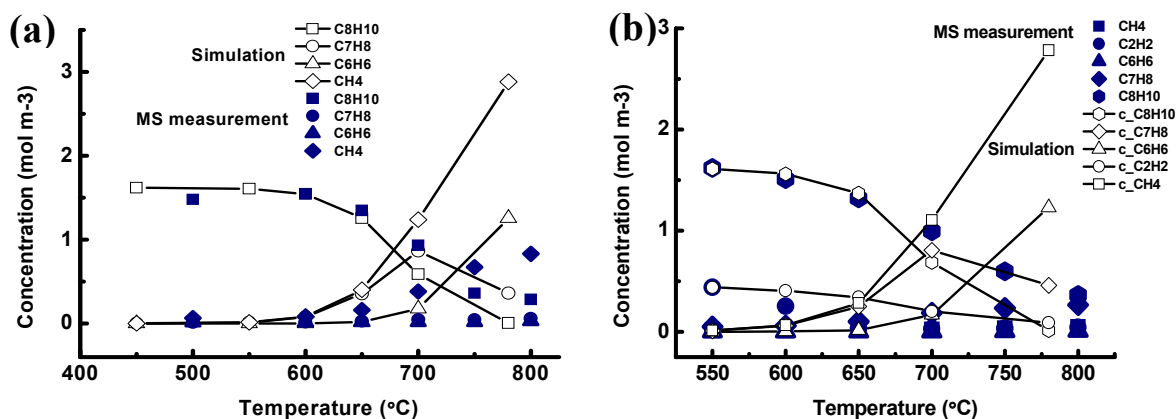 (a)
Simulation
MS measurement
C8H10
C7H8
C6H6
CH4
C8H10
C7H8
C6H6
CH4
Concentration (mol m-3)
3
2
1
0
400
500
600
700
800
Temperature (°C)
(b)
MS measurement
Simulation
CH4
C2H2
C6H6
C7H8
C8H10
c_C8H10
c_C7H8
c_C6H6
c_C2H2
c_CH4
Concentration (mol m-3)
3
2
1
0
550
600
650
700
750
800
Temperature (°C)